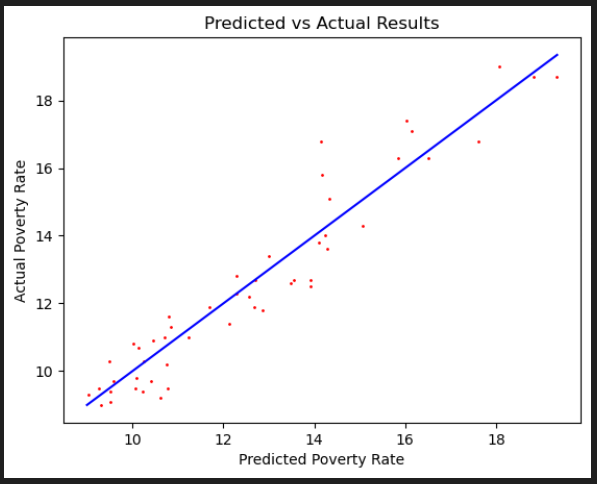 Predicted vs Actual Results
18
16
14
12
10
Actual Poverty Rate
10 12 14 16 18
Predicted Poverty Rate